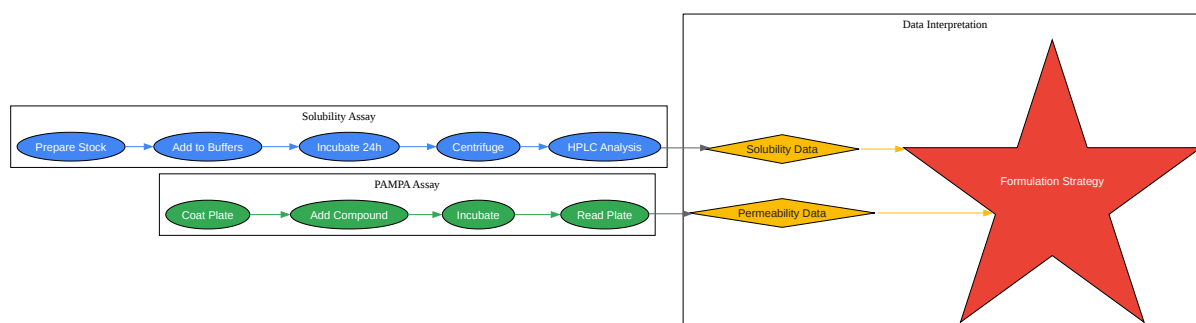 Data Interpretation
Solubility Assay
Prepare Stock
Add to Buffers
Incubate 24h
Centrifuge
HPLC Analysis
Solubility Data
PAMPA Assay
Coat Plate
Add Compound
Incubate
Read Plate
Permeability Data
Formulation Strategy